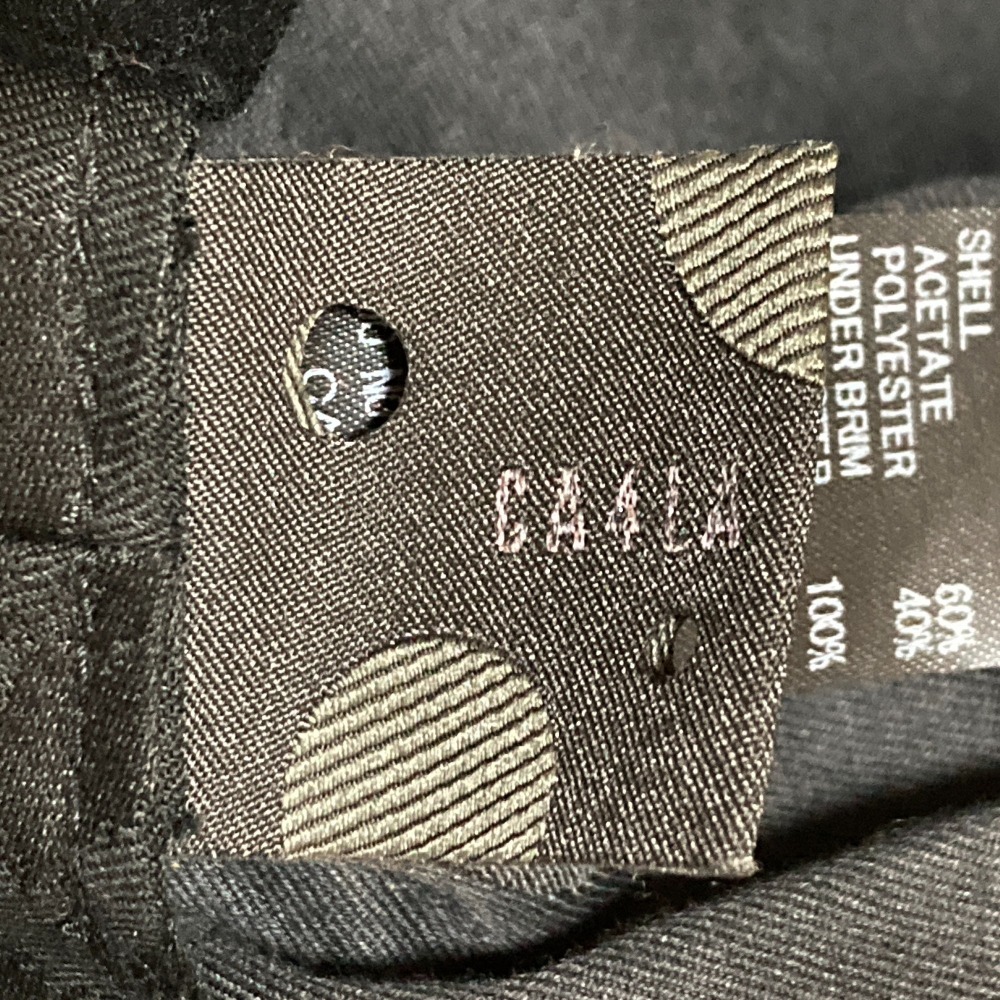 CA4LA
SHELL
ACETATE 60%
POLYESTER 40%
UNDER BRIM
100%